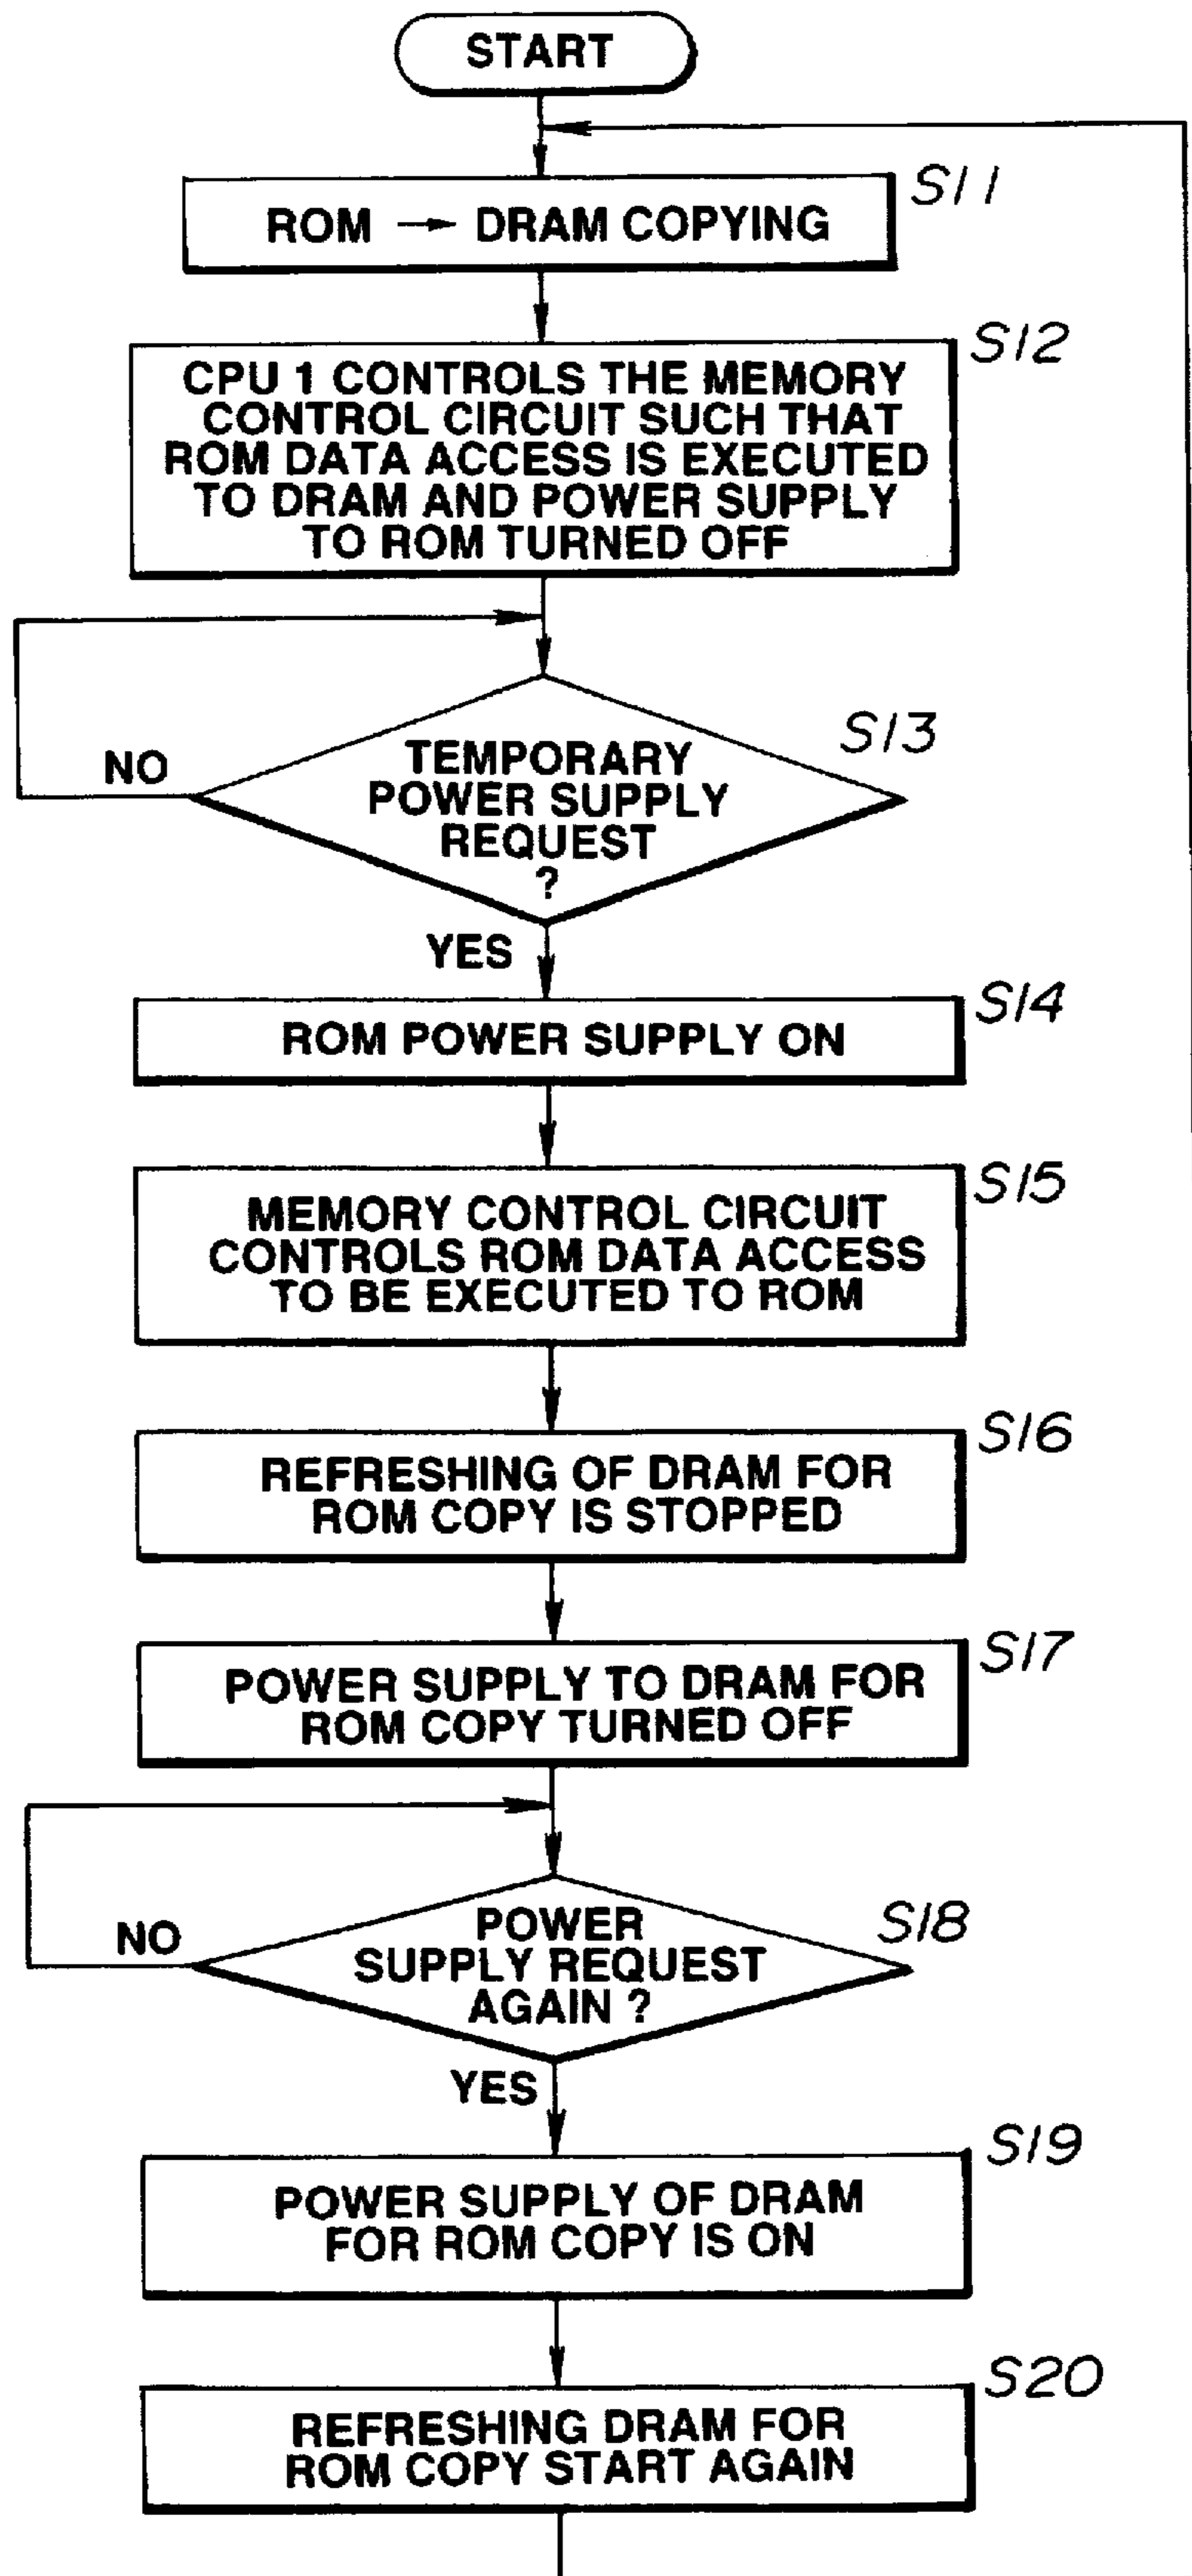 START
S11
ROM → DRAM COPYING
S12
CPU 1 CONTROLS THE MEMORY
CONTROL CIRCUIT SUCH THAT
ROM DATA ACCESS IS EXECUTED
TO DRAM AND POWER SUPPLY
TO ROM TURNED OFF
S13
TEMPORARY
POWER SUPPLY
REQUEST
?
NO
YES
S14
ROM POWER SUPPLY ON
S15
MEMORY CONTROL CIRCUIT
CONTROLS ROM DATA ACCESS
TO BE EXECUTED TO ROM
S16
REFRESHING OF DRAM FOR
ROM COPY IS STOPPED
S17
POWER SUPPLY TO DRAM FOR
ROM COPY TURNED OFF
S18
POWER
SUPPLY REQUEST
AGAIN ?
NO
YES
S19
POWER SUPPLY OF DRAM
FOR ROM COPY IS ON
S20
REFRESHING DRAM FOR
ROM COPY START AGAIN